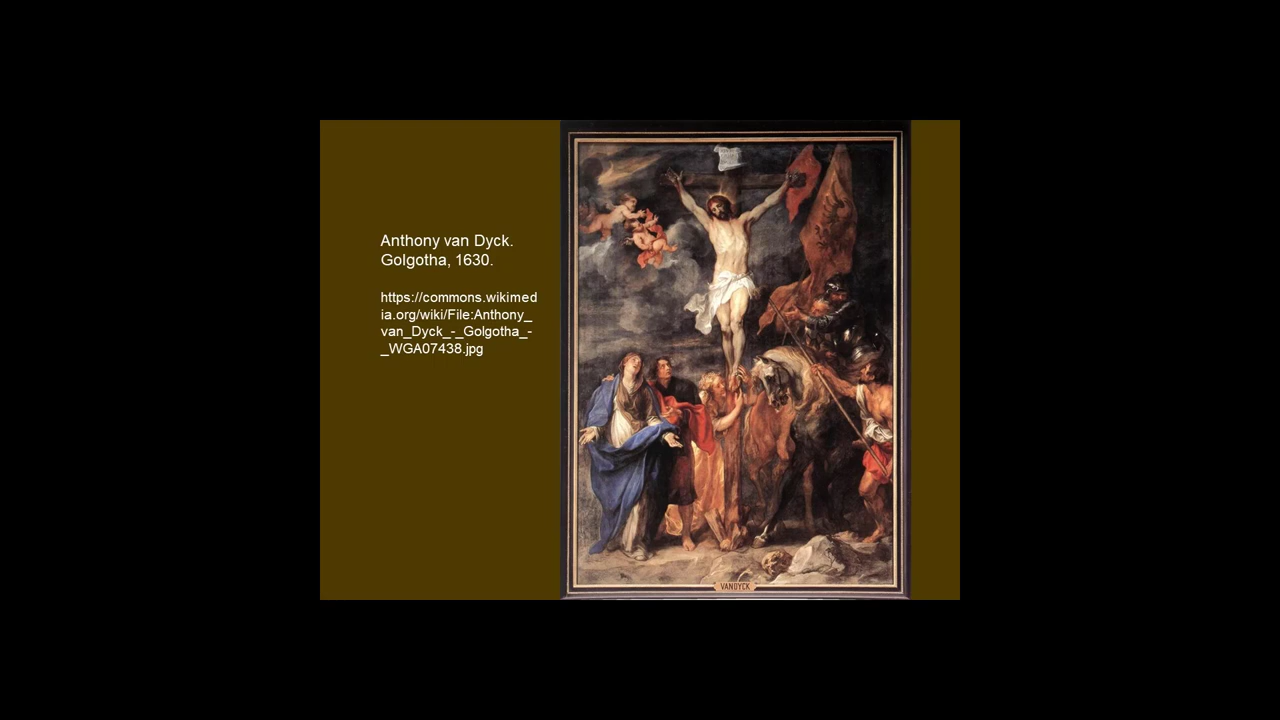 Anthony van Dyck.
Golgotha, 1630.
https://commons.wikimed
ia.org/wiki/File:Anthony_
van_Dyck_-_Golgotha_-
_WGA07438.jpg
VANDYCK